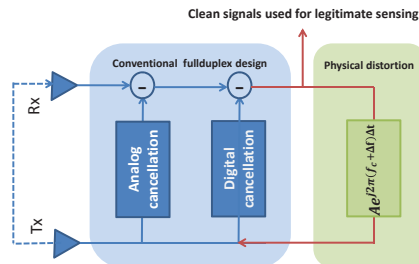 Clean signals used for legitimate sensing
Conventional fullduplex design
Physical distortion
Rx
Tx
-
-
Analog
cancellation
Digital
cancellation
Ae^{j2π(f_c+Δf)Δt}